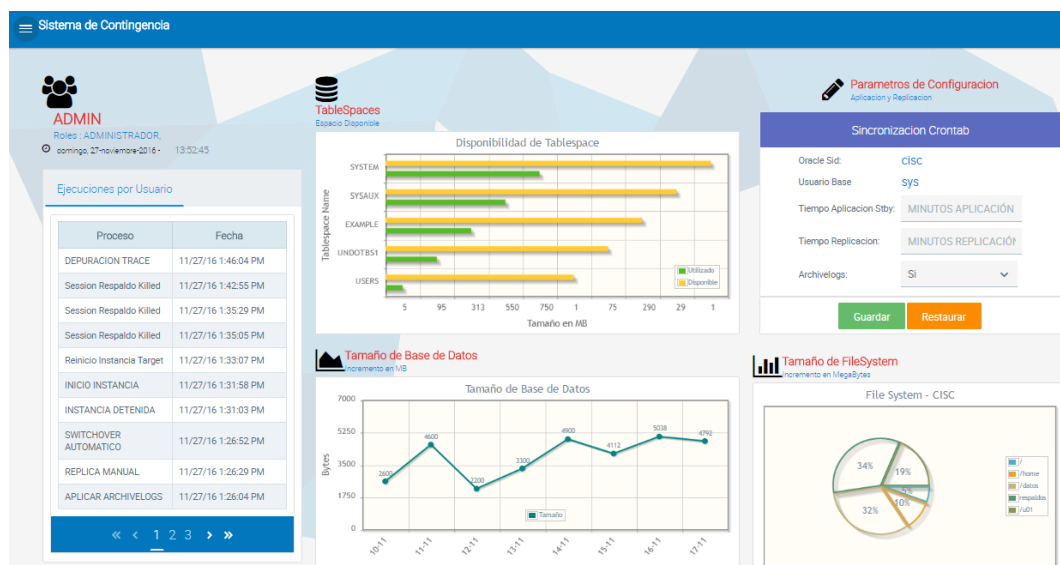 Sistema de Contingencia
ADMIN
Roles : ADMINISTRADOR,
domingo, 27-noviembre-2016 - 13:52:45
Ejecuciones por Usuario
Proceso Fecha
DEPURACION TRACE 11/27/16 1:46:04 PM
Session Respaldo Killed 11/27/16 1:42:55 PM
Session Respaldo Killed 11/27/16 1:35:29 PM
Session Respaldo Killed 11/27/16 1:35:05 PM
Reinicio Instancia Target 11/27/16 1:33:07 PM
INICIO INSTANCIA 11/27/16 1:31:58 PM
INSTANCIA DETENIDA 11/27/16 1:31:03 PM
SWITCHOVER
AUTOMATICO 11/27/16 1:26:52 PM
REPLICA MANUAL 11/27/16 1:26:29 PM
APLICAR ARCHIVELOGS 11/27/16 1:26:04 PM
« < 1 2 3 > »
TableSpaces
Espacio Disponible
Disponibilidad de Tablespace
Tablespace Name
SYSTEM
SYSAUX
EXAMPLE
UNDOTBS1
USERS
Utilizado
Disponible
5 95 313 550 750 1 75 290 29 1
Tamaño en MB
Parametros de Configuracion
Aplicacion y Replicacion
Sincronizacion Crontab
Oracle Sid: cisc
Usuario Base sys
Tiempo Aplicacion Stby: MINUTOS APLICACIÓN
Tiempo Replicacion: MINUTOS REPLICACIÓN
Archivelogs: Si
Guardar Restaurar
Tamaño de Base de Datos
Incremento en MB
Tamaño de Base de Datos
Bytes
7000
5250
3500
1750
0
2600 4600 2200 3300 4900 4112 5038 4792
Tamaño
10-11 11-11 12-11 13-11 14-11 15-11 16-11 17-11
Tamaño de FileSystem
Incremento en MegaBytes
File System - CISC
34% 19%
5%
10%
32%
/
/home
/datos
respaldos
/u01